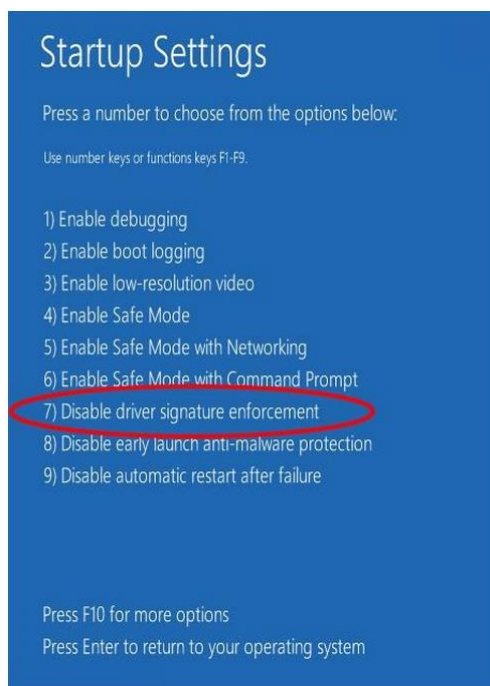 Startup Settings
Press a number to choose from the options below:
Use number keys or functions keys F1-F9.
1) Enable debugging
2) Enable boot logging
3) Enable low-resolution video
4) Enable Safe Mode
5) Enable Safe Mode with Networking
6) Enable Safe Mode with Command Prompt
7) Disable driver signature enforcement
8) Disable early launch anti-malware protection
9) Disable automatic restart after failure
Press F10 for more options
Press Enter to return to your operating system